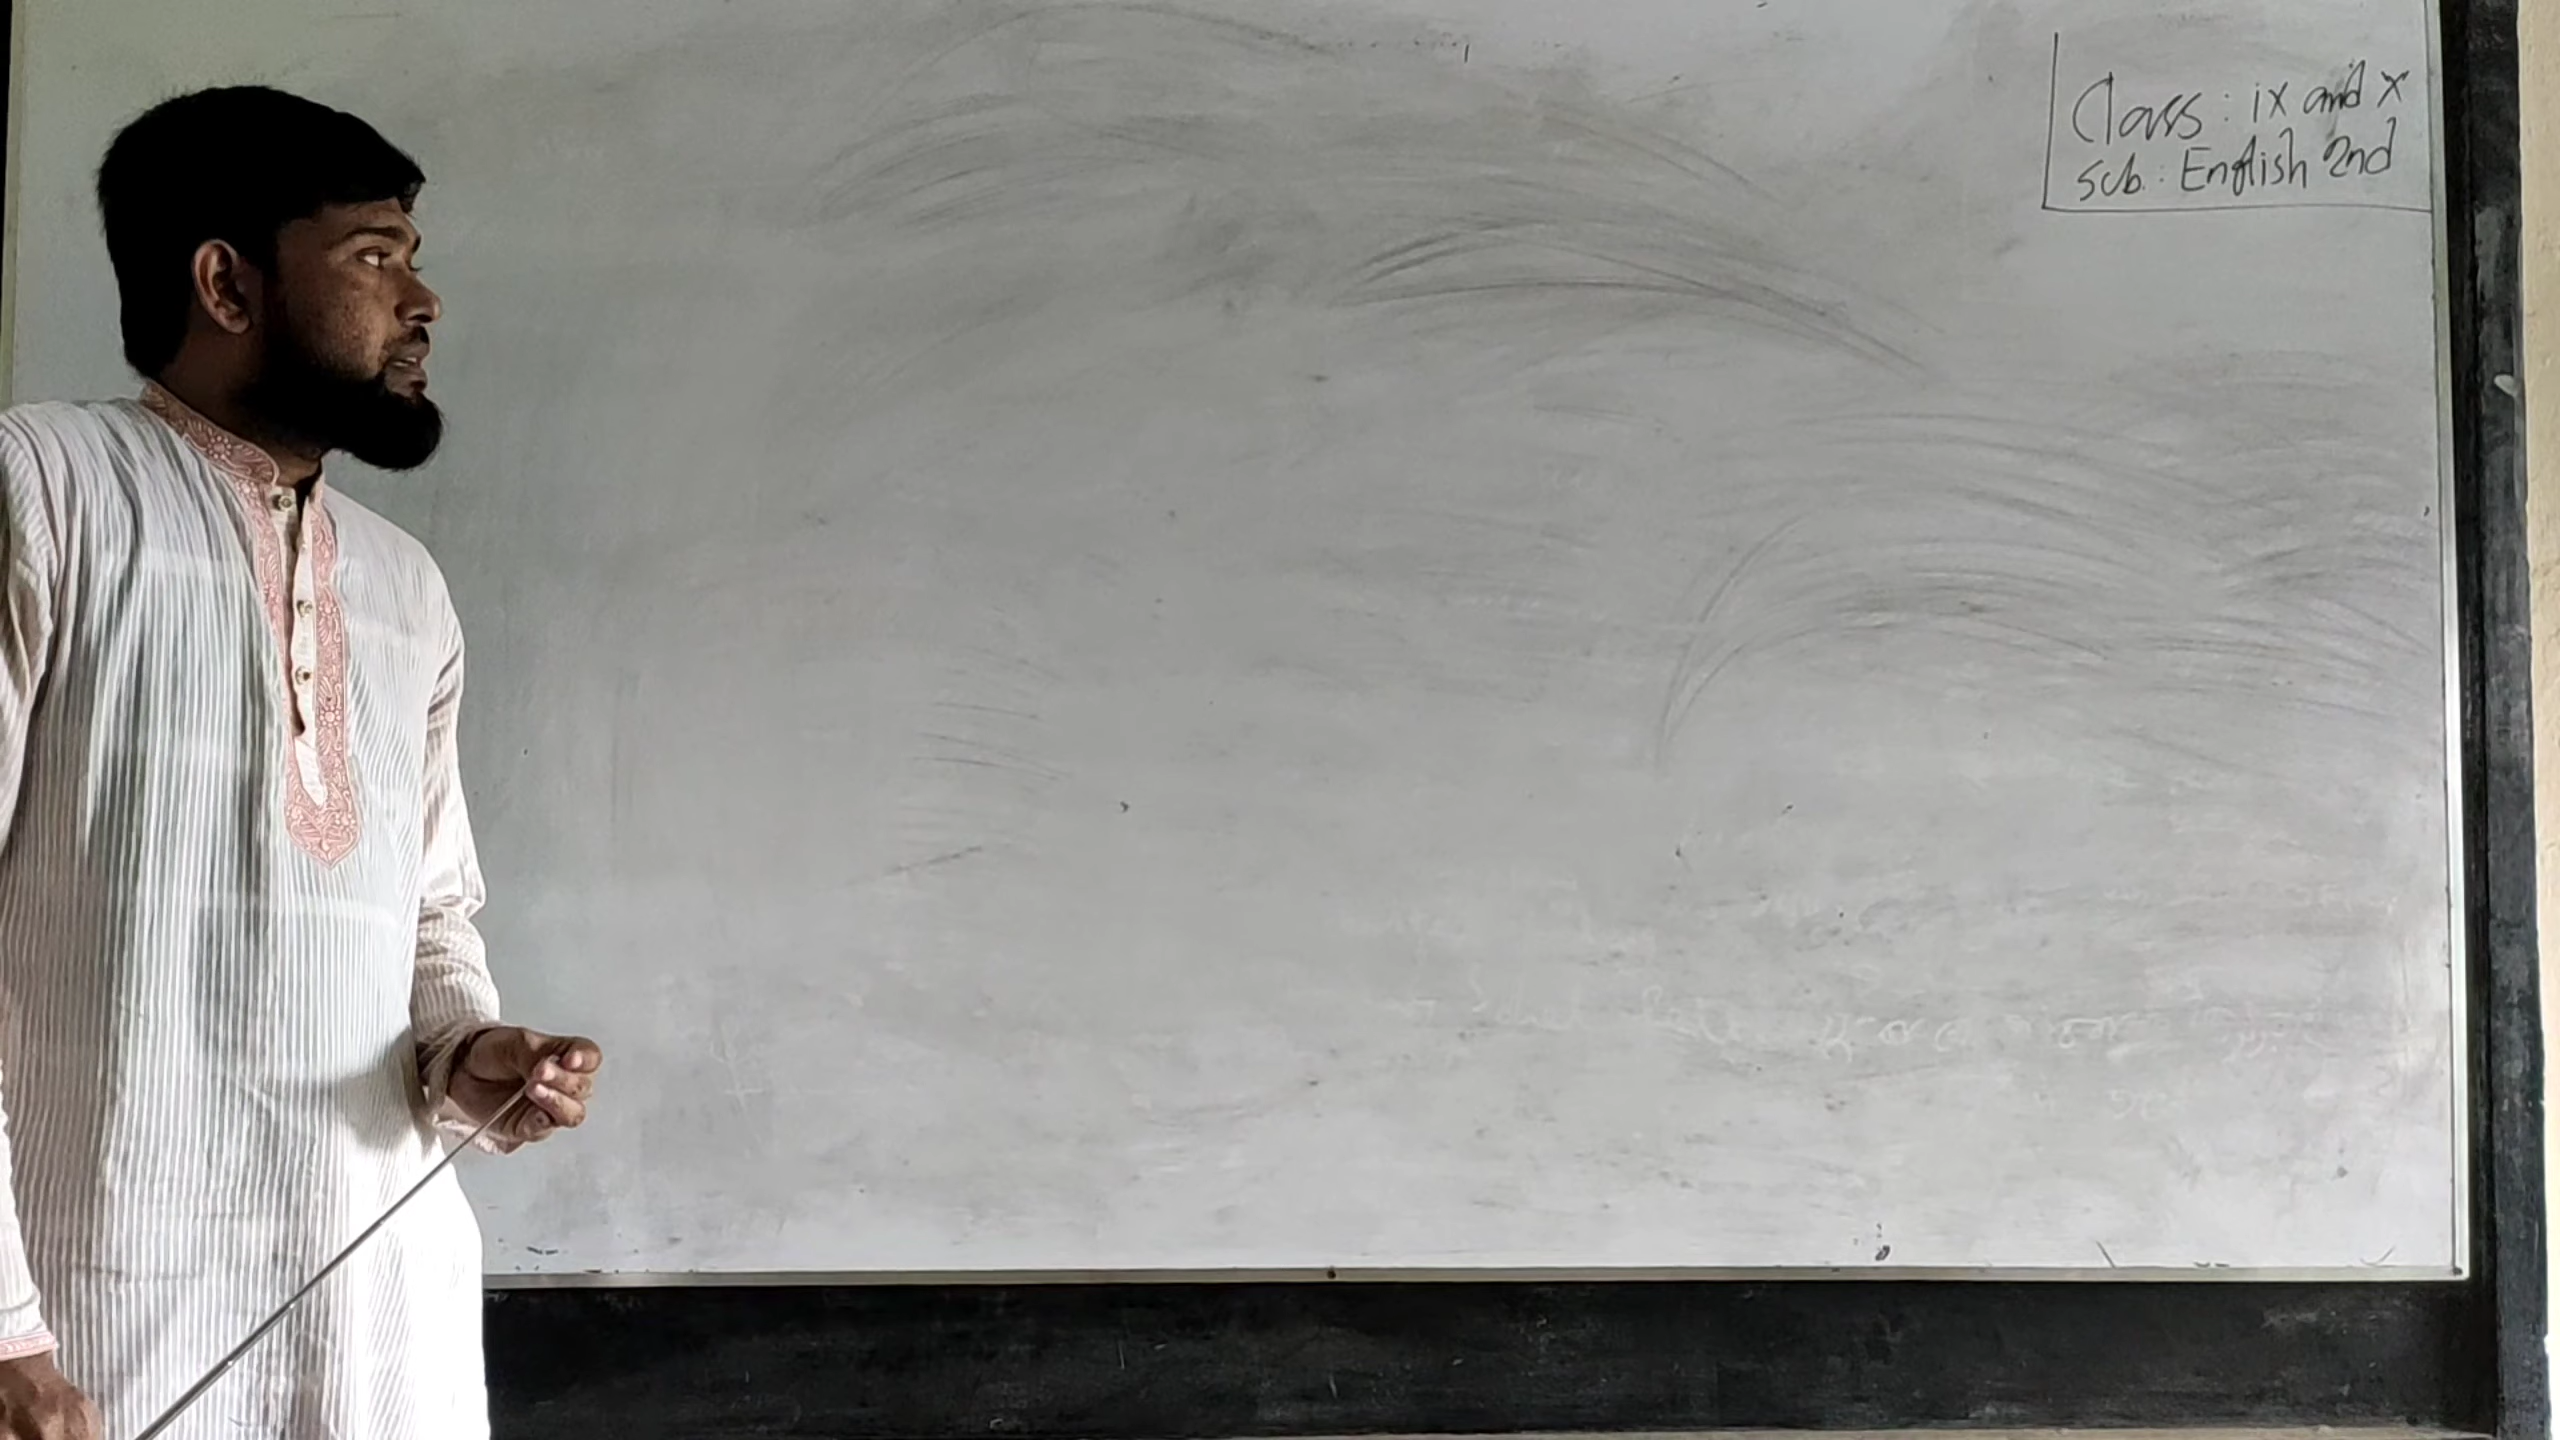 Class : ix and x
Sub. : English 2nd